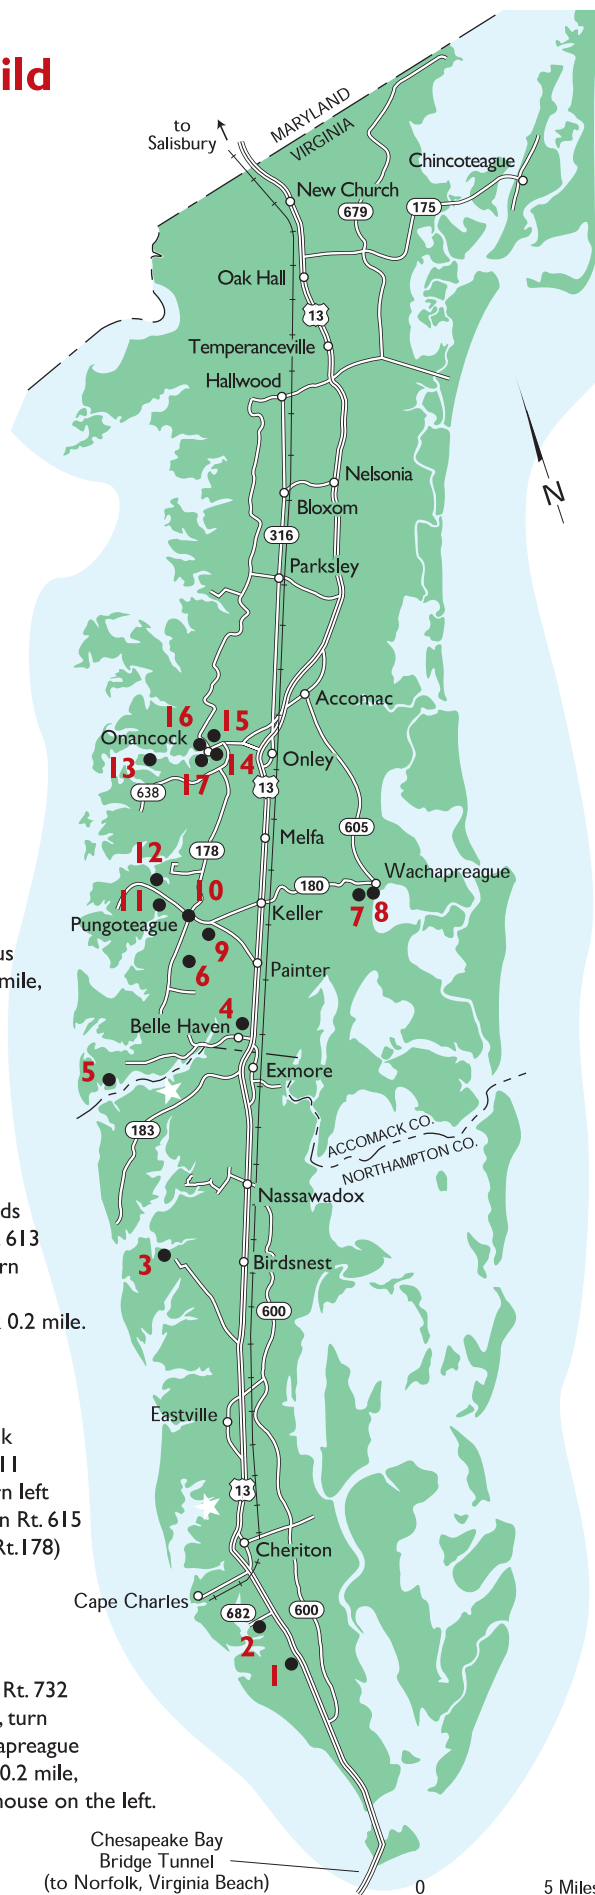 ild
to
Salisbury
MARYLAND
VIRGINIA
Chincoteague
New Church
679
175
Oak Hall
13
Temperanceville
Hallwood
Nelsonia
N
Bloxom
316
Parksley
Accomac
16
15
Onancock
13
14
Onley
17
638
13
Melfa
605
178
12
Wachapreague
10
180
11
Keller
7
8
Pungoteague
9
us
6
Painter
mile,
4
Belle Haven
5
Exmore
183
ACCOMACK CO.
NORTHAMPTON CO.
Nassawadox
ds
613
3
Birdsnest
rn
600
0.2 mile.
Eastville
k
11
13
rn left
n Rt. 615
Rt.178)
Cheriton
Cape Charles
682
600
2
1
Rt. 732
, turn
apreague
0.2 mile,
house on the left.
Chesapeake Bay
Bridge Tunnel
(to Norfolk, Virginia Beach)
0 5 Miles